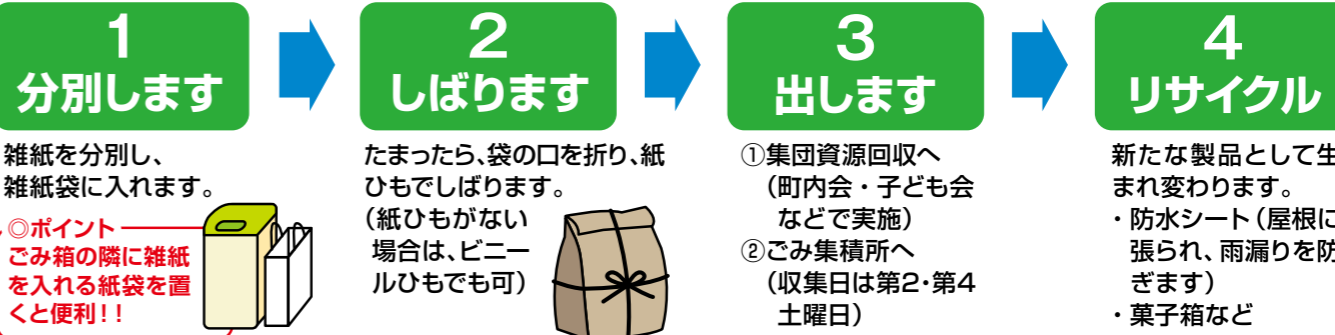 1
分別します
雑紙を分別し、
雑紙袋に入れます。
◎ポイント
ごみ箱の隣に雑紙
を入れる紙袋を置
くと便利!!
2
しばります
たまったら、袋の口を折り、紙
ひもでしばります。
(紙ひもがない
場合は、ビニー
ルひもでも可)
3
出します
①集団資源回収へ
(町内会・子ども会
などで実施)
②ごみ集積所へ
(収集日は第2・第4
土曜日)
4
リサイクル
新たな製品として生
まれ変わります。
・防水シート(屋根に
張られ、雨漏りを防
ぎます)
・菓子箱など